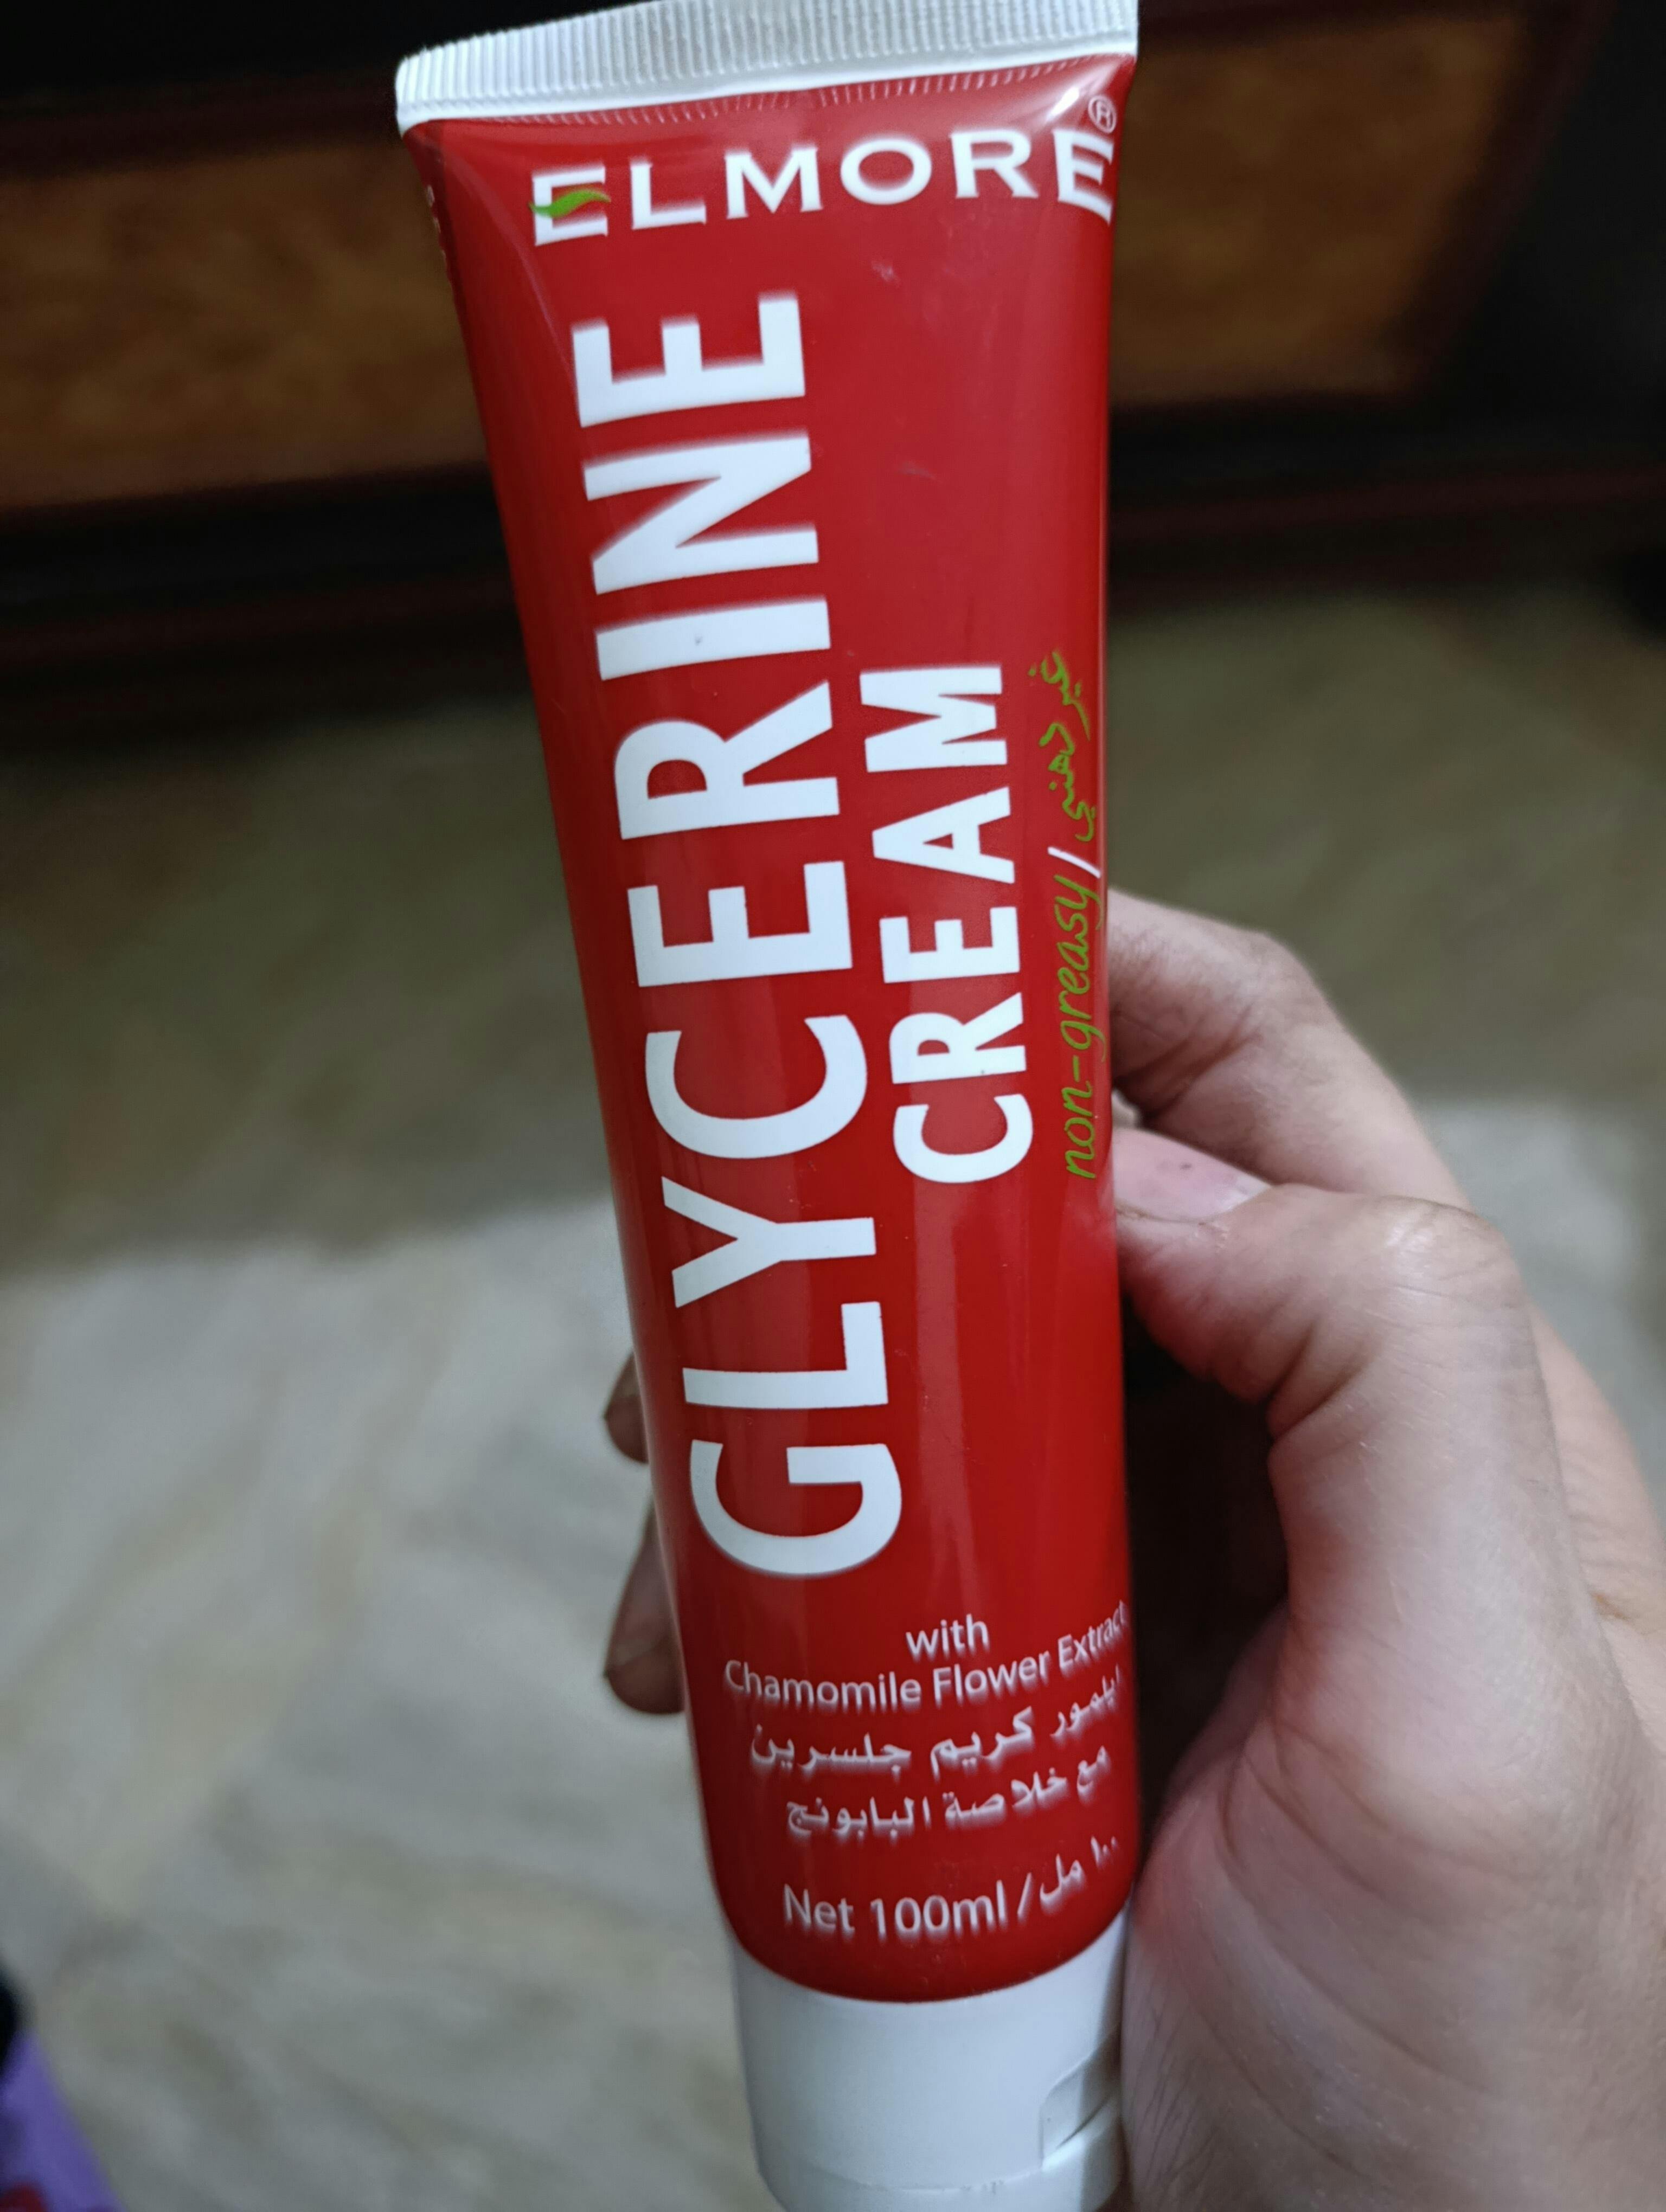 ELMORE®
GLYCERINE
CREAM
non-greasy/غير دهني
with
Chamomile Flower Extract
ايلمور كريم جلسرين
مع خلاصة البابونج
Net 100ml/١٠٠ مل